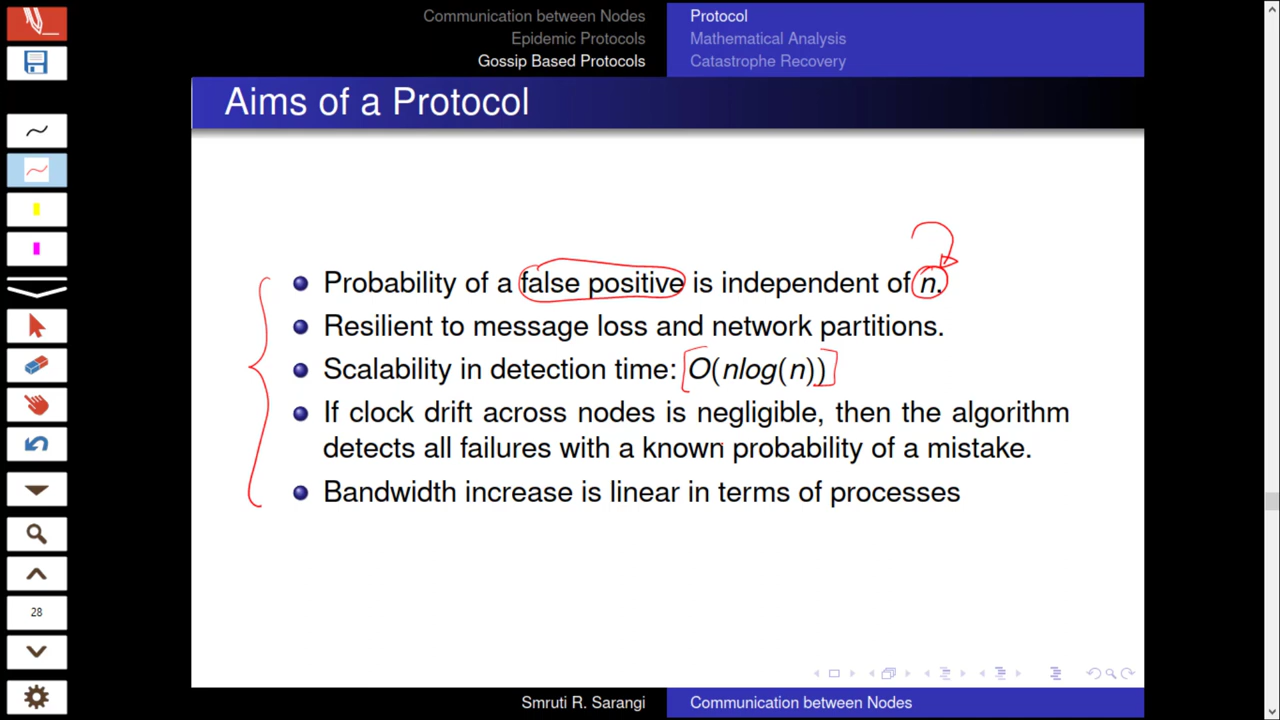 Communication between Nodes
Epidemic Protocols
Gossip Based Protocols
Protocol
Mathematical Analysis
Catastrophe Recovery
Aims of a Protocol
Probability of a false positive is independent of n.
Resilient to message loss and network partitions.
Scalability in detection time: O(nlog(n))
If clock drift across nodes is negligible, then the algorithm
detects all failures with a known probability of a mistake.
Bandwidth increase is linear in terms of processes
28
Smruti R. Sarangi
Communication between Nodes